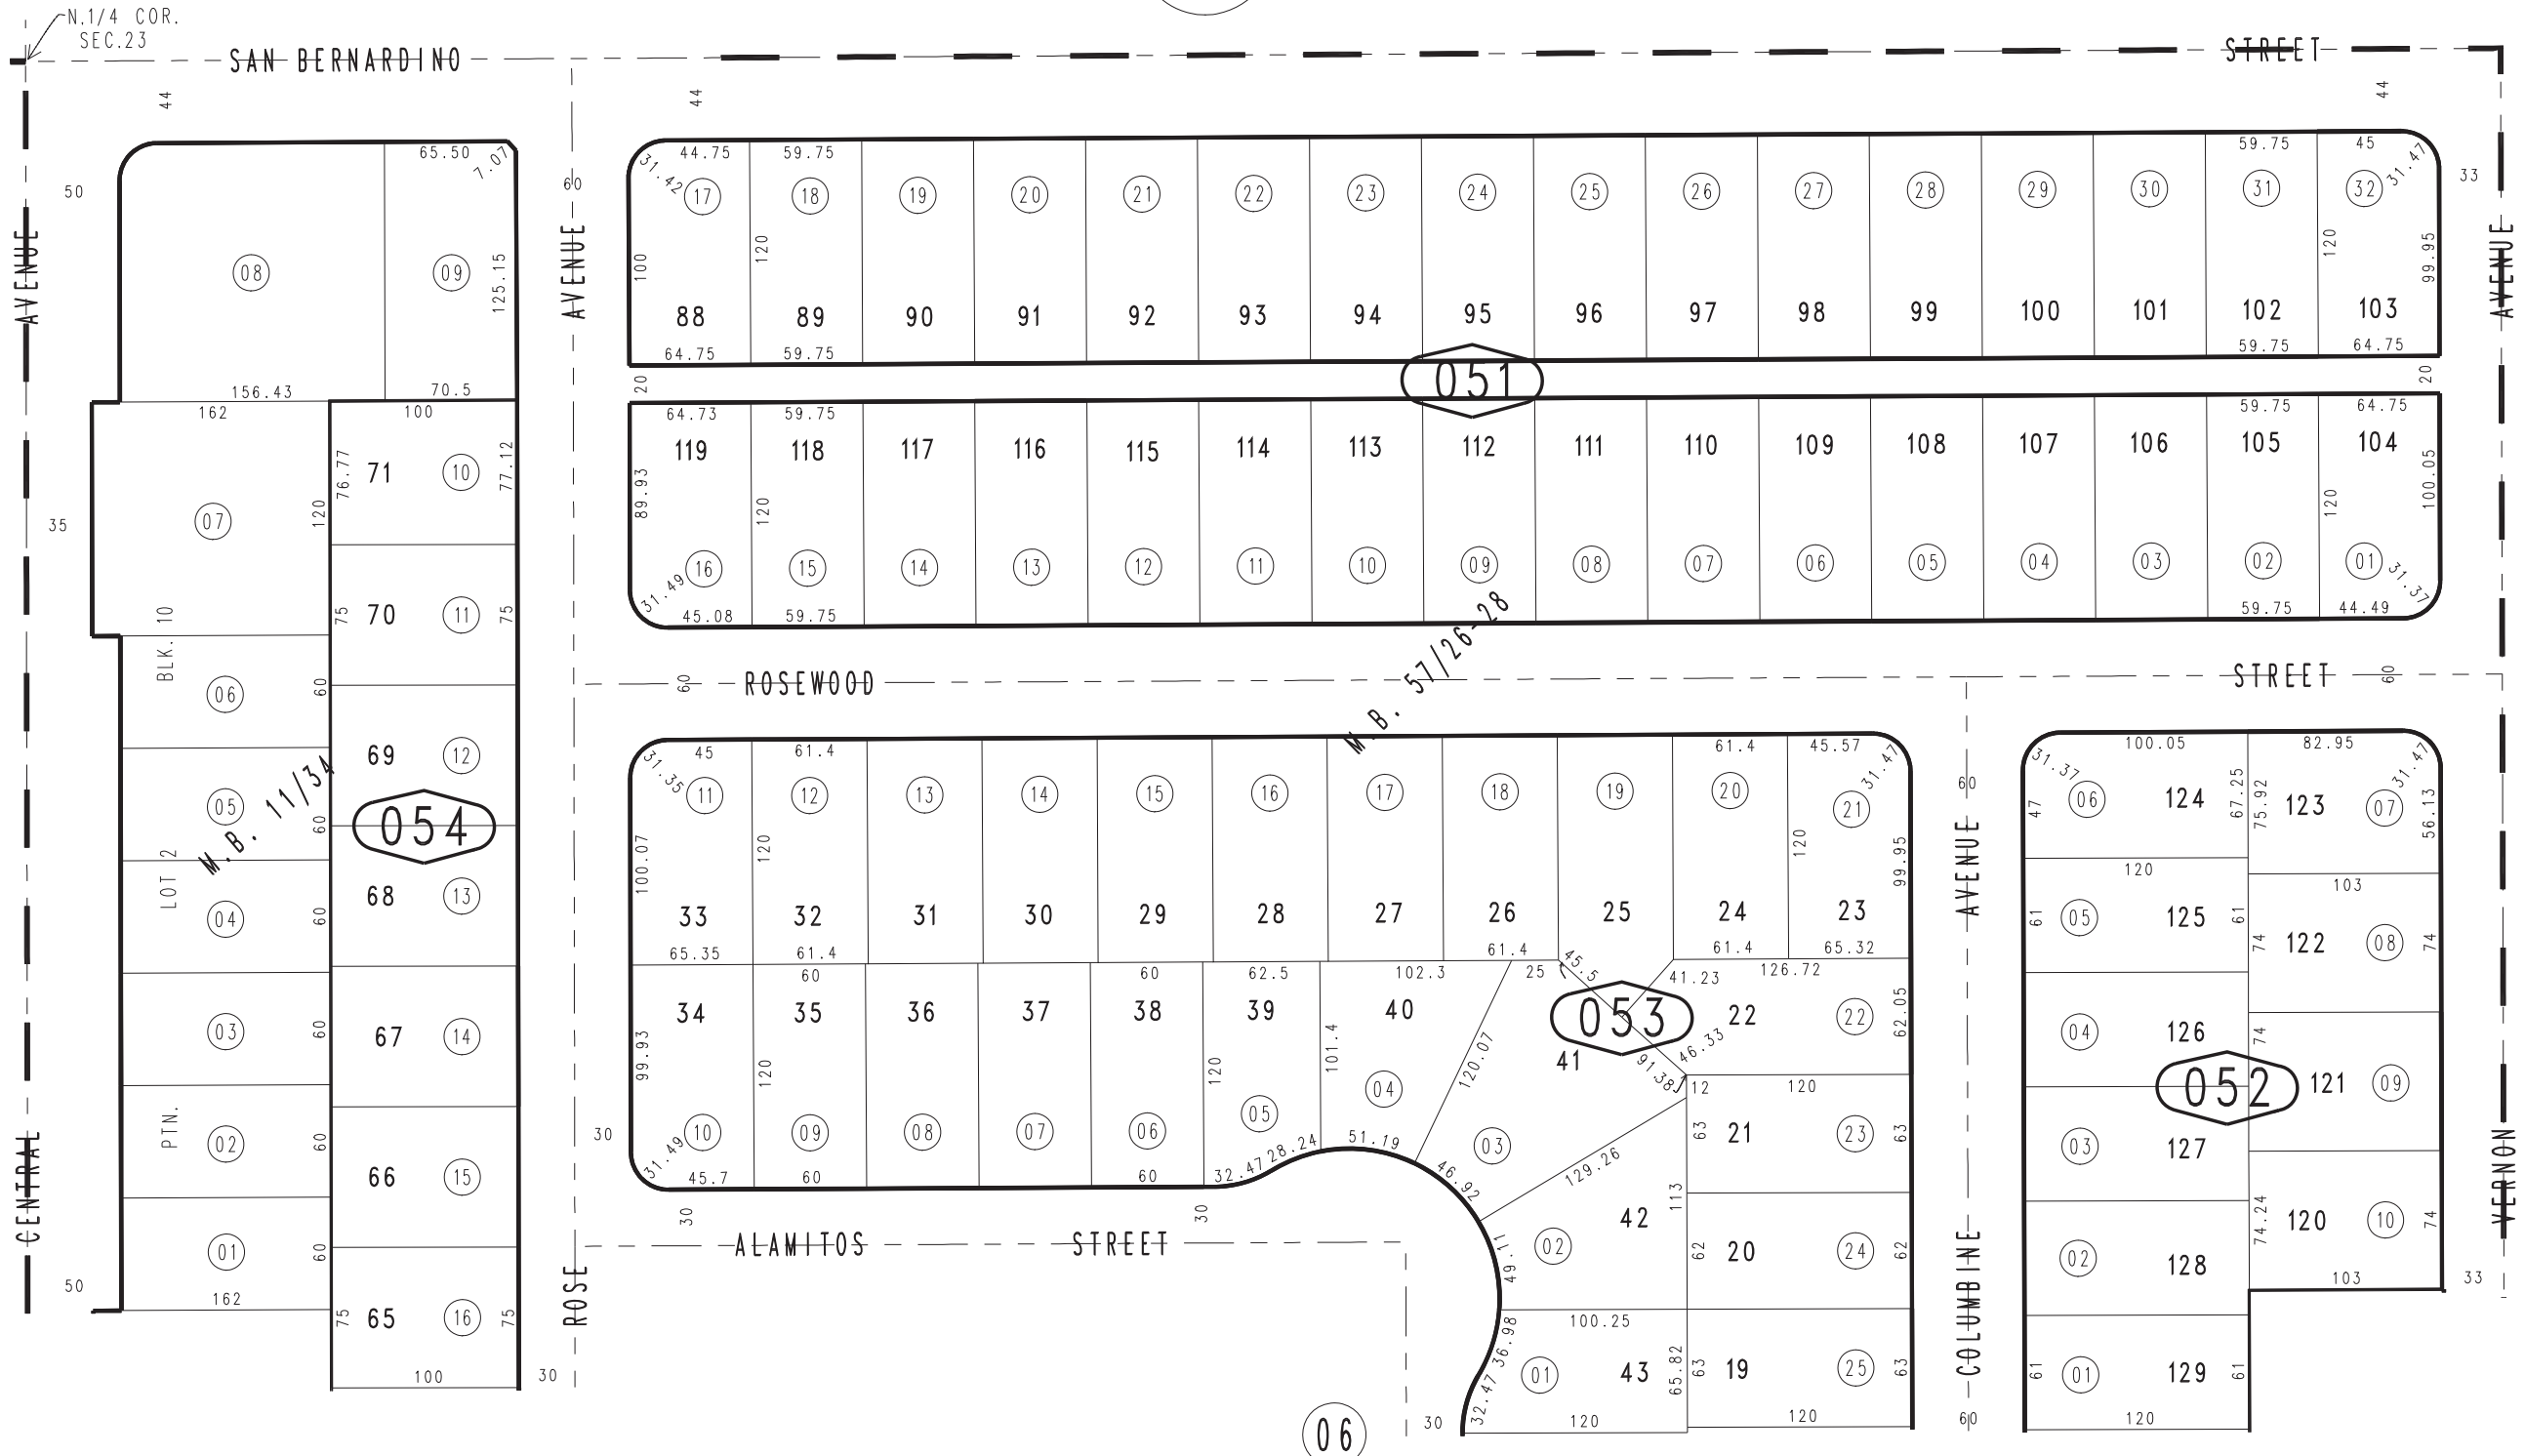 N.1/4 COR.
SEC.23
SAN BERNARDINO STREET
44 44 44
50 65.50 7.07 60 31.42 44.75 59.75 59.75 45 31.47 33
17 18 19 20 21 22 23 24 25 26 27 28 29 30 31 32
AVENUE 08 09 125.15 AVENUE 100 120 120 99.95 AVENUE
88 89 90 91 92 93 94 95 96 97 98 99 100 101 102 103
64.75 59.75 59.75 64.75
156.43 70.5 20 051 20
162 100 64.73 59.75 59.75 64.75
119 118 117 116 115 114 113 112 111 110 109 108 107 106 105 104
76.77 71 10 77.12
35 07 120 89.93 120 120 100.05
16 15 14 13 12 11 10 09 08 07 06 05 04 03 02 01
31.49 45.08 59.75 59.75 44.49 31.37
75 70 11 75
BLK. 10
06 60
M.B. 57/26-28
60 ROSEWOOD STREET 60
69 12
05 60
M.B. 11/34
054
LOT 2
04 60 68 13
03 60 67 14
02 60 66 15
PTN.
01 60
50 162 75 65 16 75
100 30
CENTRAL
ROSE
31.35 45 61.4 61.4 45.57 31.47
11 12 13 14 15 16 17 18 19 20 21
100.07 120 120 99.95
33 32 31 30 29 28 27 26 25 24 23
65.35 61.4 61.4 61.4 65.32
60 60 62.5 102.3 25 45.5 41.23 126.72
34 35 36 37 38 39 40 053 22 22 62.05
99.93 120 120 101.4 120.07 41 46.33 91.38
30 10 09 08 07 06 05 04 03
12 120
31.49 45.7 60 60 32.47 28.24 51.19 46.92 129.26
63 21 23 63
30 30 42 113
ALAMITOS STREET
02 49.11 62 20 24 62
100.25
36.98 01 43 65.82 63 19 25 63
32.47 30 120 120
06
60 AVENUE
COLUMBINE
60
31.37 100.05 82.95 31.47
47 06 124 67.25 75.92 123 07 56.13
120 103
61 05 125 61 74 122 08 74
04 126 74
052 121 09
03 127
74.24 120 10 74
02 128
103 33
61 01 129 61
120
VERNON